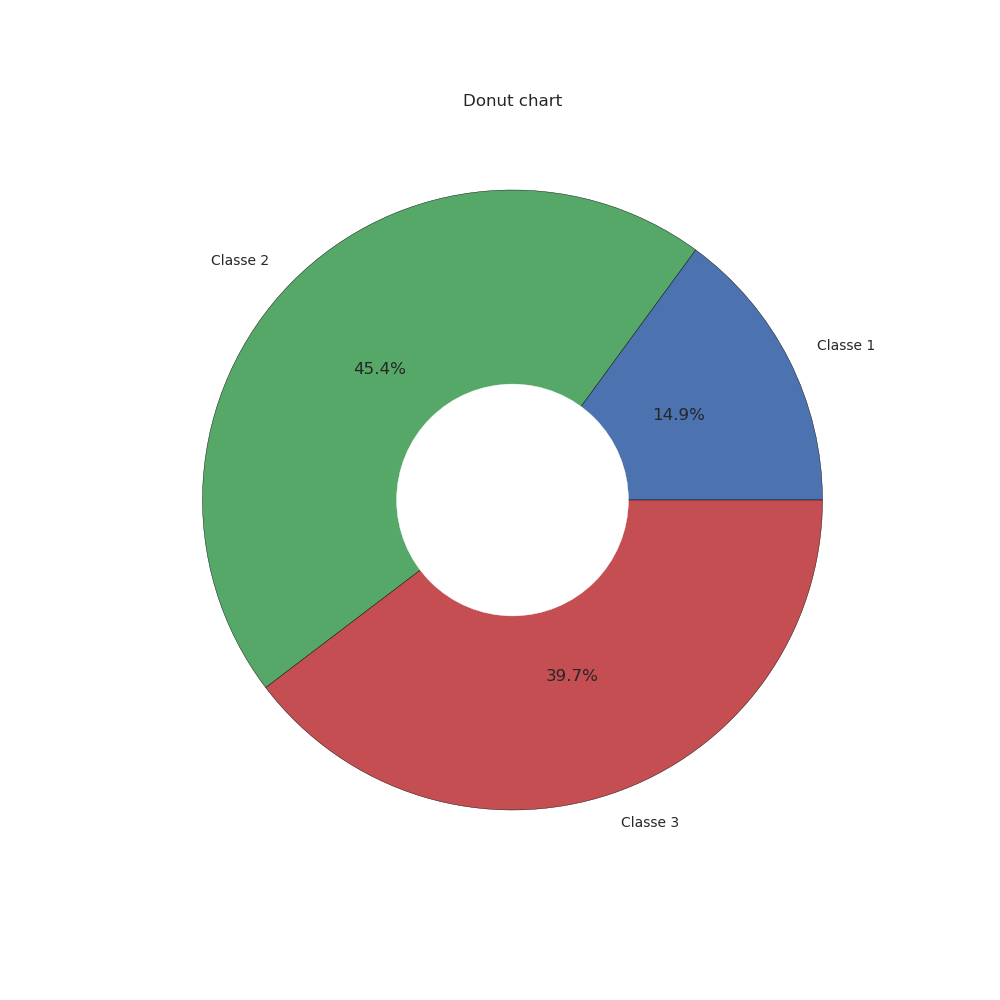 Donut chart
Classe 2
Classe 1
45.4%
14.9%
39.7%
Classe 3